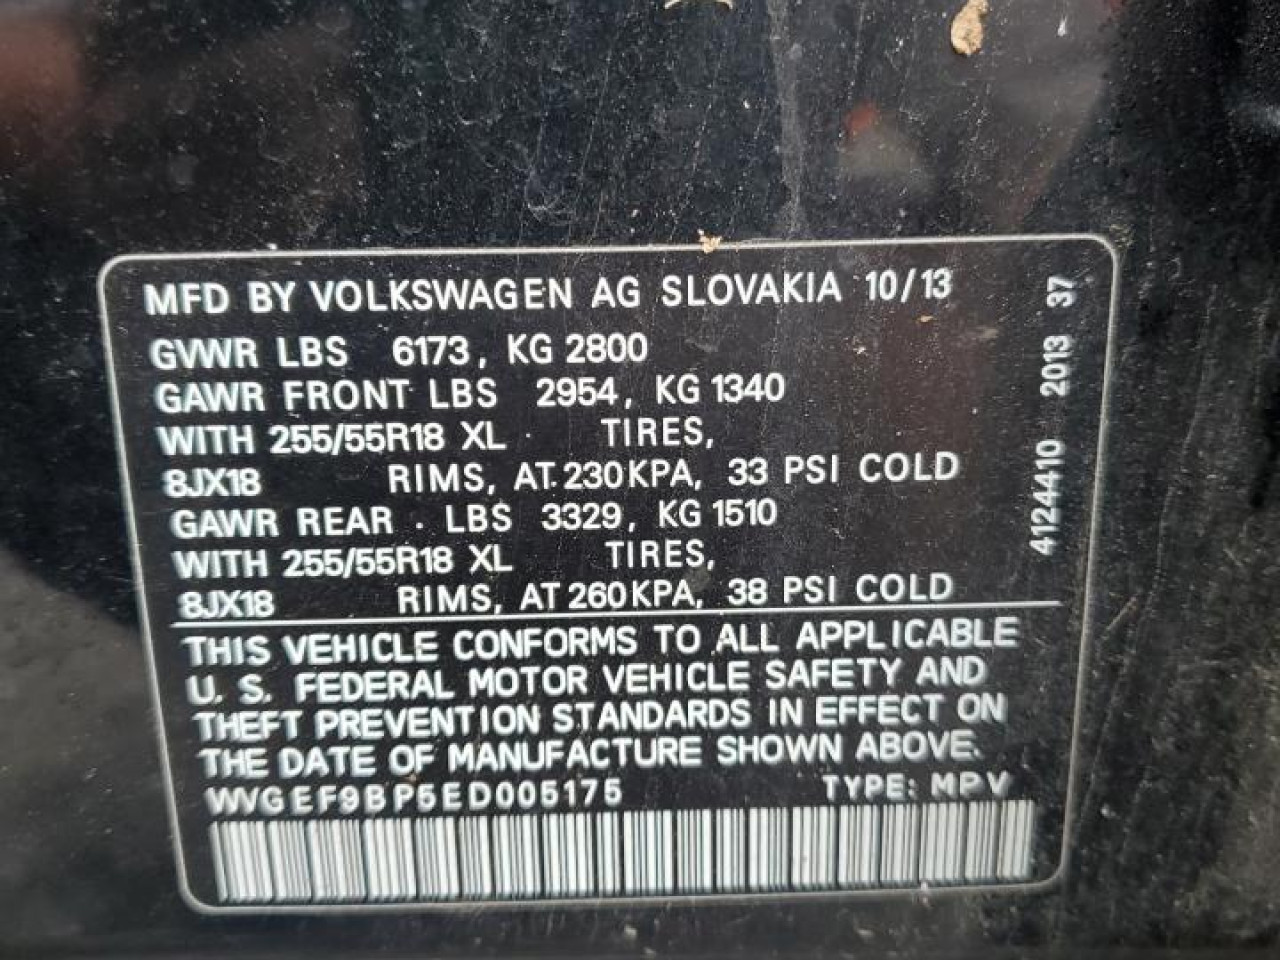 MFD BY VOLKSWAGEN AG SLOVAKIA 10/13
GVWR LBS 6173, KG 2800
GAWR FRONT LBS 2954, KG 1340
WITH 255/55R18 XL TIRES,
8JX18 RIMS, AT 230KPA, 33 PSI COLD
GAWR REAR LBS 3329, KG 1510
WITH 255/55R18 XL TIRES,
8JX18 RIMS, AT 260KPA, 38 PSI COLD
THIS VEHICLE CONFORMS TO ALL APPLICABLE
U. S. FEDERAL MOTOR VEHICLE SAFETY AND
THEFT PREVENTION STANDARDS IN EFFECT ON
THE DATE OF MANUFACTURE SHOWN ABOVE.
WVGEF9BP5ED005175 TYPE: MPV
4124410 2013 37